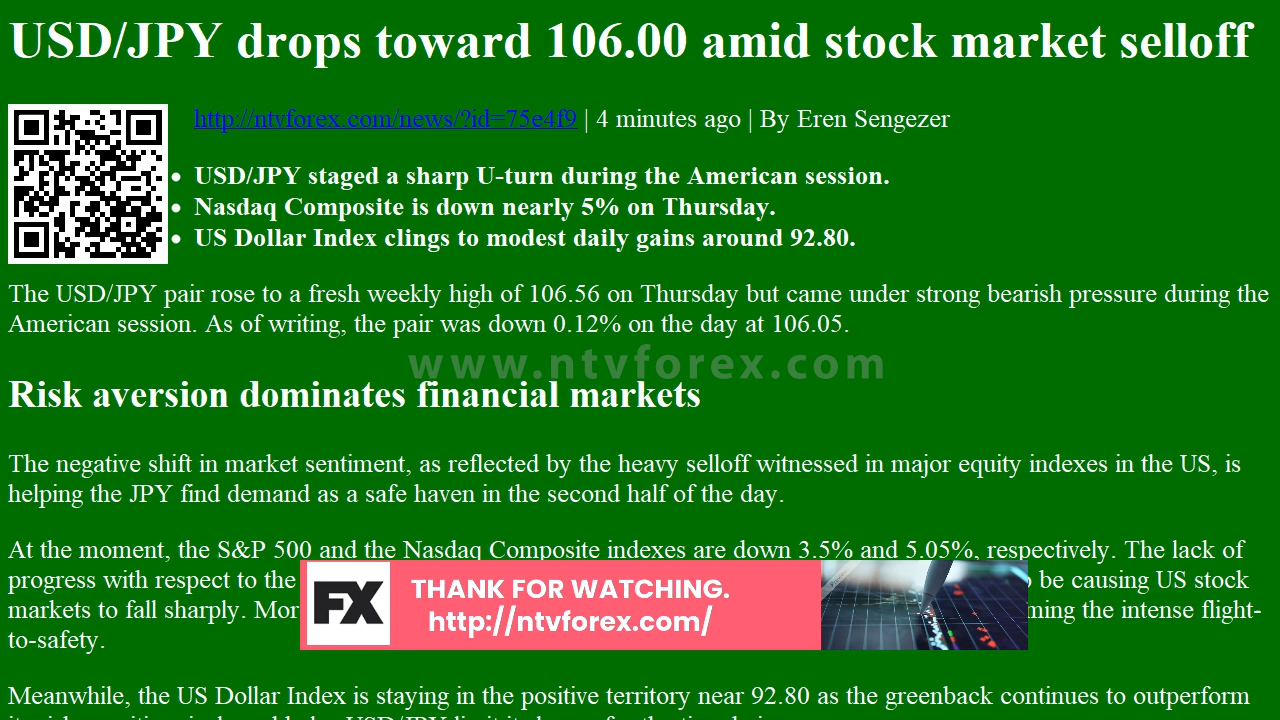 USD/JPY drops toward 106.00 amid stock market selloff
http://ntvforex.com/news/?id=75e4f9 | 4 minutes ago | By Eren Sengezer
• USD/JPY staged a sharp U-turn during the American session.
• Nasdaq Composite is down nearly 5% on Thursday.
• US Dollar Index clings to modest daily gains around 92.80.
The USD/JPY pair rose to a fresh weekly high of 106.56 on Thursday but came under strong bearish pressure during the
American session. As of writing, the pair was down 0.12% on the day at 106.05.
www.ntvforex.com
Risk aversion dominates financial markets
The negative shift in market sentiment, as reflected by the heavy selloff witnessed in major equity indexes in the US, is
helping the JPY find demand as a safe haven in the second half of the day.
At the moment, the S&P 500 and the Nasdaq Composite indexes are down 3.5% and 5.05%, respectively. The lack of
progress with respect to the be causing US stock
markets to fall sharply. the intense flight-
to-safety.
FX
THANK FOR WATCHING.
http://ntvforex.com/
Meanwhile, the US Dollar Index is staying in the positive territory near 92.80 as the greenback continues to outperform